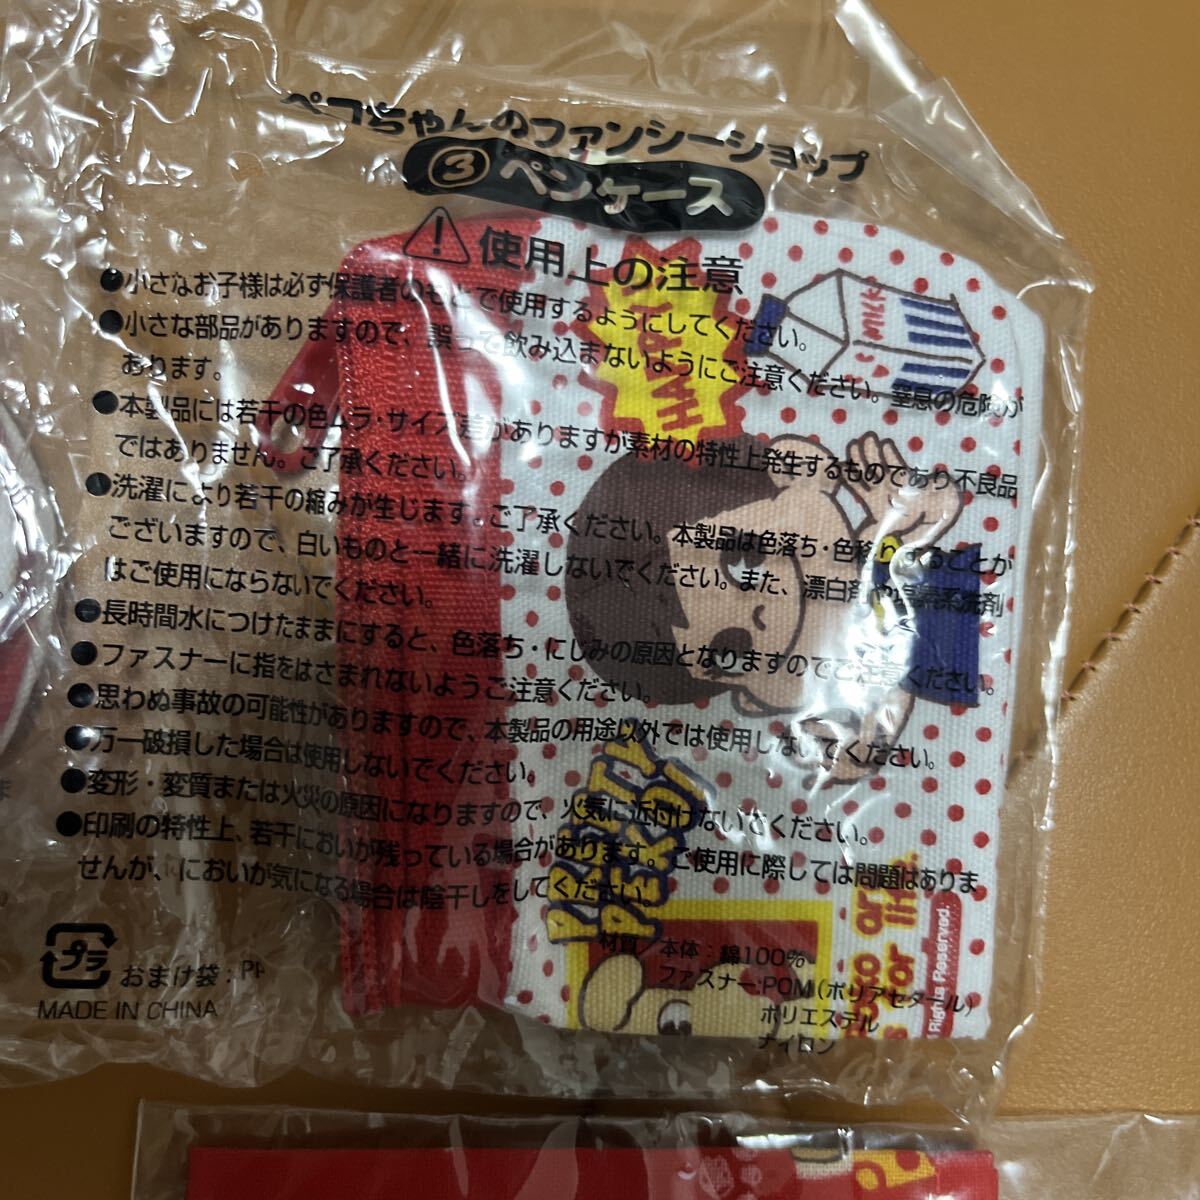 ペコちゃんのファンシーショップ
③ペンケース
使用上の注意
●小さなお子様は必ず保護者のもとで使用するようにしてください。
●小さな部品がありますので、誤って飲み込まないようにご注意ください。窒息の危険が
あります。
●本製品には若干の色ムラ・サイズ差がありますが素材の特性上発生するものであり不良品
ではありません。ご了承ください。
●洗濯により若干の縮みが生じます。ご了承ください。本製品は色落ち・色移りすることが
ございますので、白いものと一緒に洗濯しないでください。また、漂白剤や塩素系洗剤
はご使用にならないでください。
●長時間水につけたままにすると、色落ち・にじみの原因となりますのでご注意ください。
●ファスナーに指をはさまれないようご注意ください。
●思わぬ事故の可能性がありますので、本製品の用途以外では使用しないでください。
●万一破損した場合は使用しないでください。
●変形・変質または火災の原因になりますので、火気に近付けないでください。
●印刷の特性上、若干においが残っている場合があります。ご使用に際しては問題はありま
せんが、においが気になる場合は陰干しをしてください。
材質／本体：綿100%
ファスナー：POM（ポリアセタール）
ポリエステル
ナイロン
プラ
おまけ袋：PP
MADE IN CHINA
HAPPY
Milk
PEKO
s for life.
Rights Reserved.